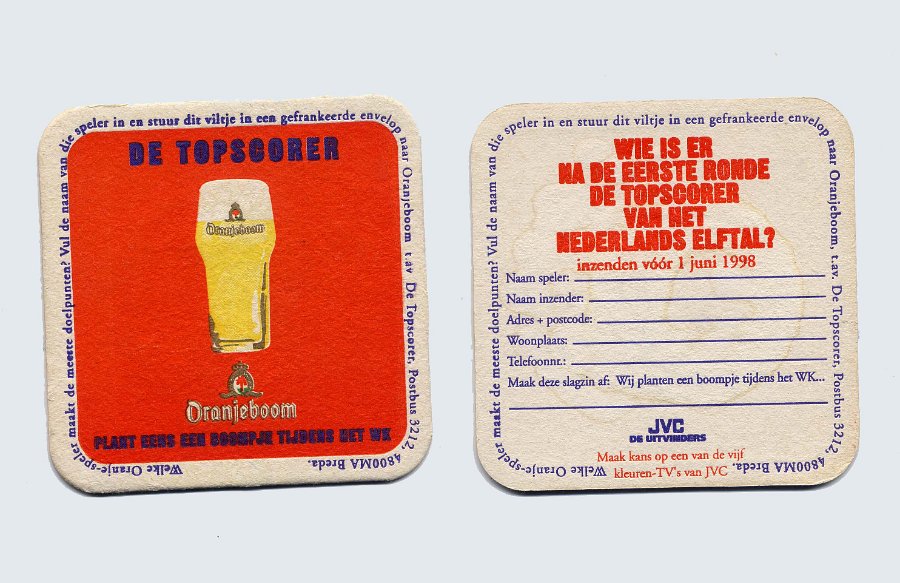 Welke Oranje-speler maakt de meeste doelpunten? Vul de naam van die speler in en stuur dit viltje in een gefrankeerde envelop naar Oranjeboom t.av. De Topscorer, Postbus 3212, 4800MA Breda.
DE TOPSCORER
Oranjeboom
Oranjeboom
PLANT EENS EEN BOOMPJE TIJDENS HET WK
Welke Oranje-speler maakt de meeste doelpunten? Vul de naam van die speler in en stuur dit viltje in een gefrankeerde envelop naar Oranjeboom, t.av. De Topscorer, Postbus 3212, 4800MA Breda.
WIE IS ER
NA DE EERSTE RONDE
DE TOPSCORER
VAN HET
NEDERLANDS ELFTAL?
inzenden vóór 1 juni 1998
Naam speler:
Naam inzender:
Adres + postcode:
Woonplaats:
Telefoonnr.:
Maak deze slagzin af: Wij planten een boompje tijdens het WK...
JVC
DE UITVINDERS
Maak kans op een van de vijf
kleuren-TV's van JVC